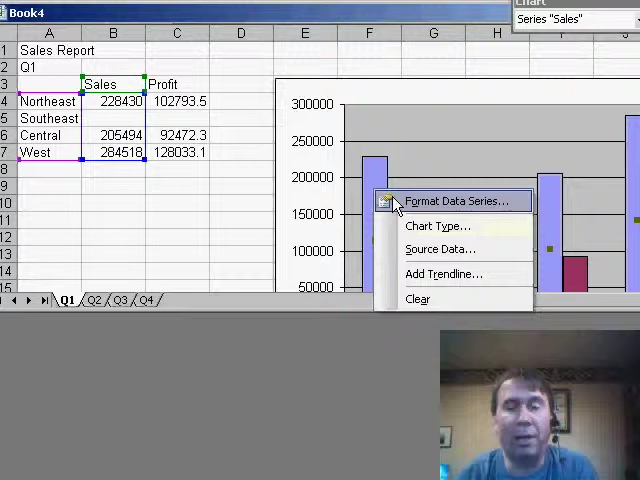 Book4
Chart
Series "Sales"
A B C D E F G H
1 Sales Report
2 Q1
3 Sales Profit
4 Northeast 228430 102793.5
5 Southeast
6 Central 205494 92472.3
7 West 284518 128033.1
8
9
10
11
12
13
14
15
300000
250000
200000
150000
100000
50000
Format Data Series...
Chart Type...
Source Data...
Add Trendline...
Clear
Q1 Q2 Q3 Q4